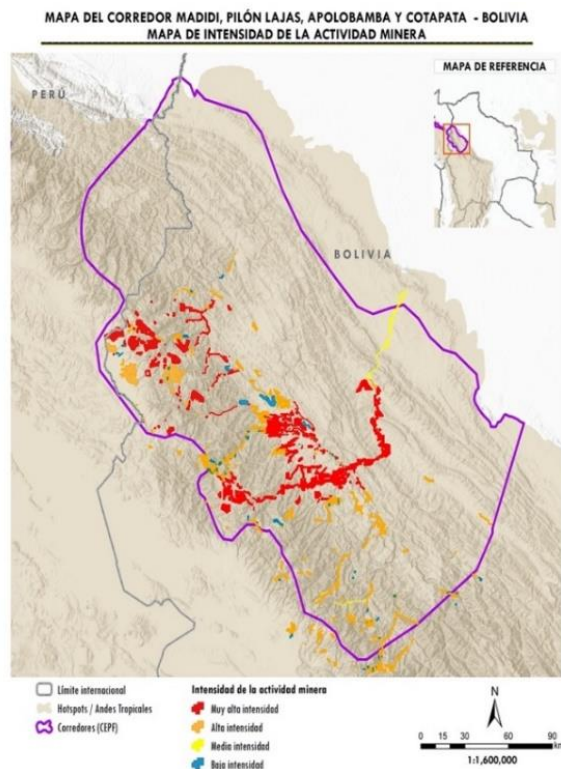 MAPA DEL CORREDOR MADIDI, PILÓN LAJAS, APOLOBAMBA Y COTAPATA - BOLIVIA
MAPA DE INTENSIDAD DE LA ACTIVIDAD MINERA
MAPA DE REFERENCIA
PERÚ
BOLIVIA
Límite internacional
Hotspots / Andes Tropicales
Corredores (CEPF)
Intensidad de la actividad minera
Muy alta intensidad
Alta intensidad
Media intensidad
Baja intensidad
N
0 15 30 60 90
km
1:1,600,000